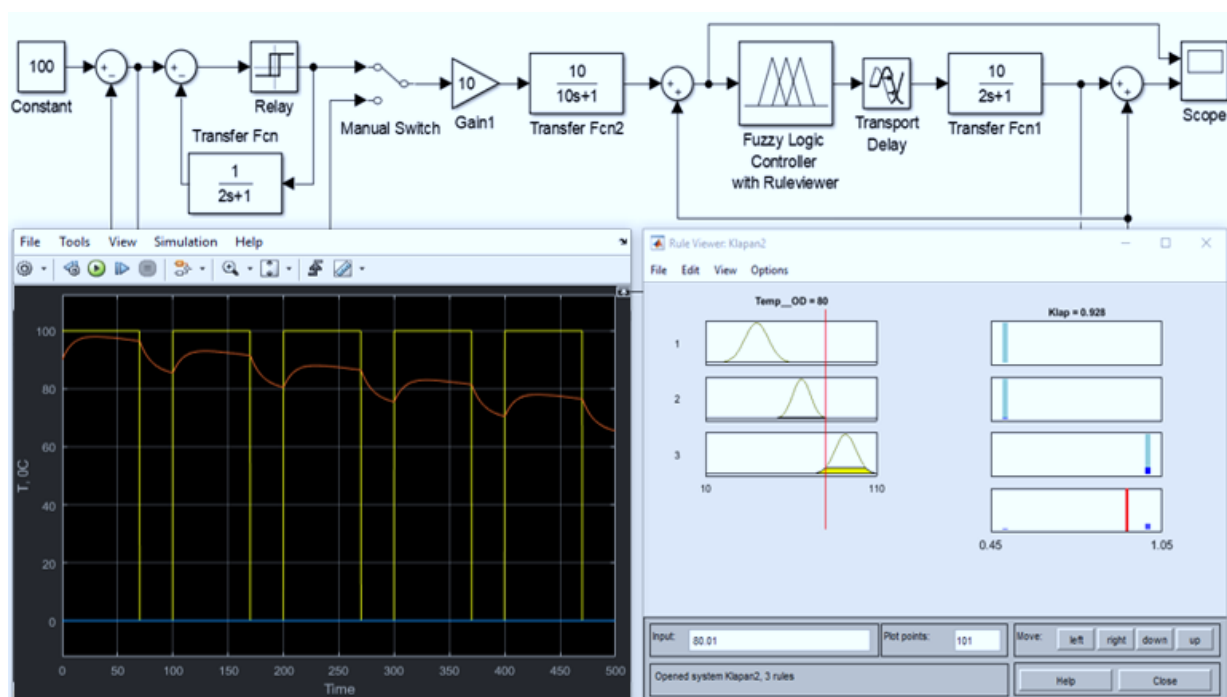 100
Constant
Relay
Transfer Fcn
1
2s+1
Manual Switch
10
Gain1
10
10s+1
Transfer Fcn2
Fuzzy Logic
Controller
with Ruleviewer
Transport
Delay
10
2s+1
Transfer Fcn1
Scope
File Tools View Simulation Help
T, 0C
100
80
60
40
20
0
0 50 100 150 200 250 300 350 400 450 500
Time
Rule Viewer: Klapan2
File Edit View Options
Temp__OD = 80
Klap = 0.928
1
2
3
10 110
0.45 1.05
Input: 80.01 Plot points: 101 Move: left right down up
Opened system Klapan2, 3 rules Help Close